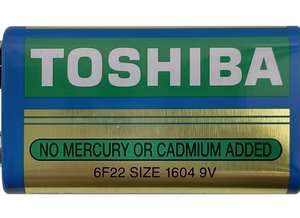 TOSHIBA
NO MERCURY OR CADMIUM ADDED
6F22 SIZE 1604 9V